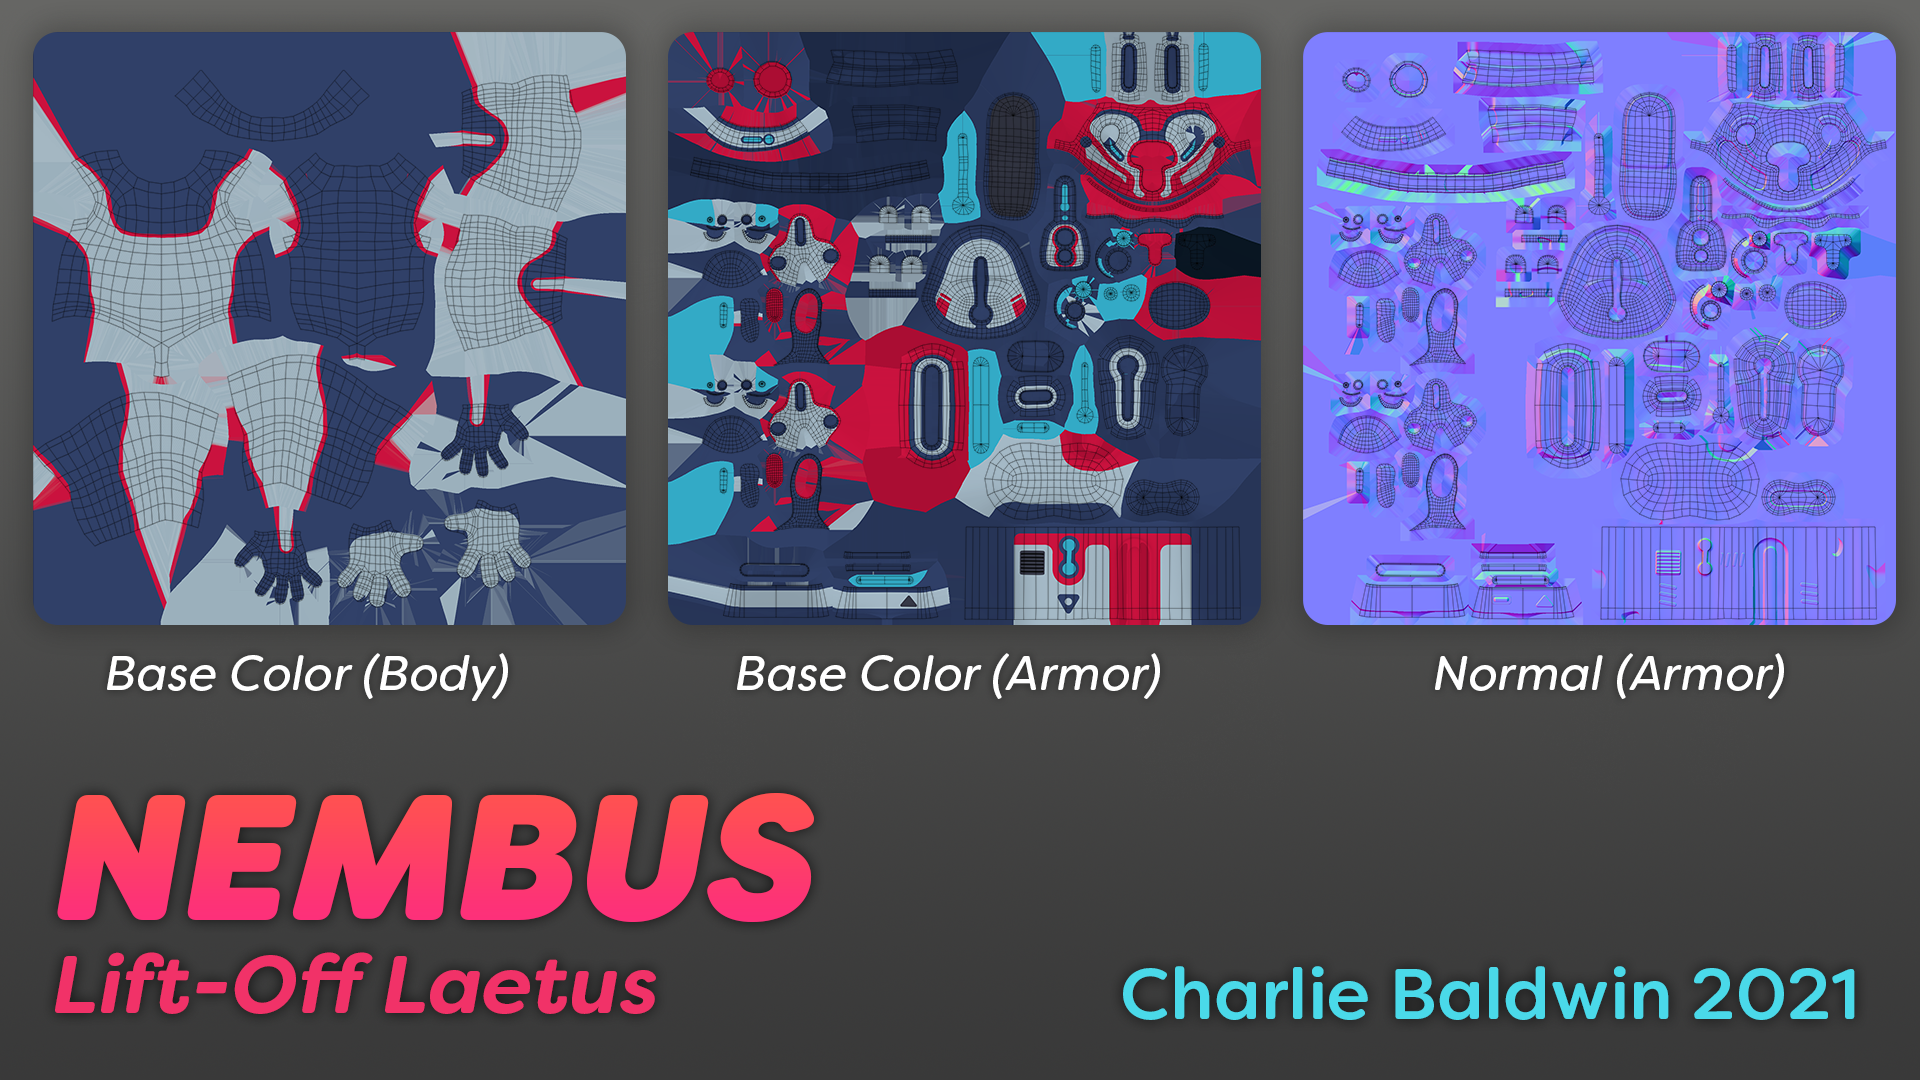 Base Color (Body)
Base Color (Armor)
Normal (Armor)
NEMBUS
Lift-Off Laetus
Charlie Baldwin 2021